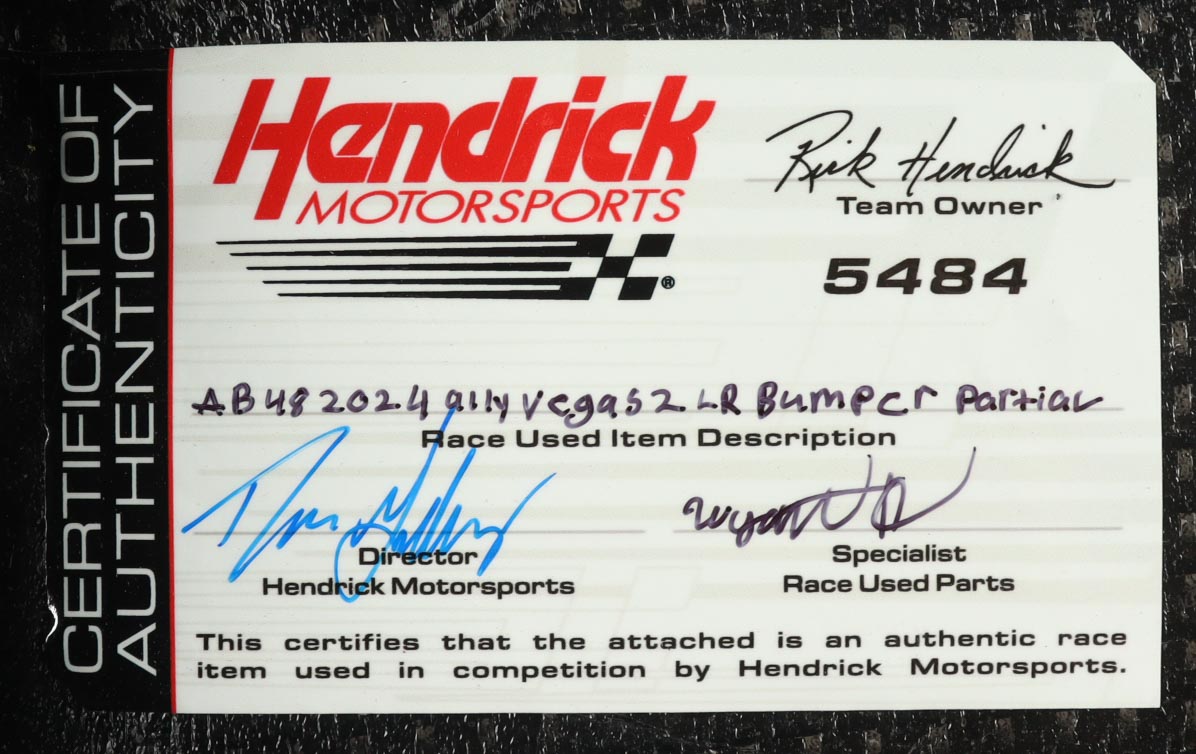 CERTIFICATE OF
AUTHENTICITY
Hendrick
MOTORSPORTS
®
Rick Hendrick
Team Owner
5484
AB 48 2024 ally Vegas 2 LR Bumper Partial
Race Used Item Description
Director
Hendrick Motorsports
Wyatt
Specialist
Race Used Parts
This certifies that the attached is an authentic race
item used in competition by Hendrick Motorsports.